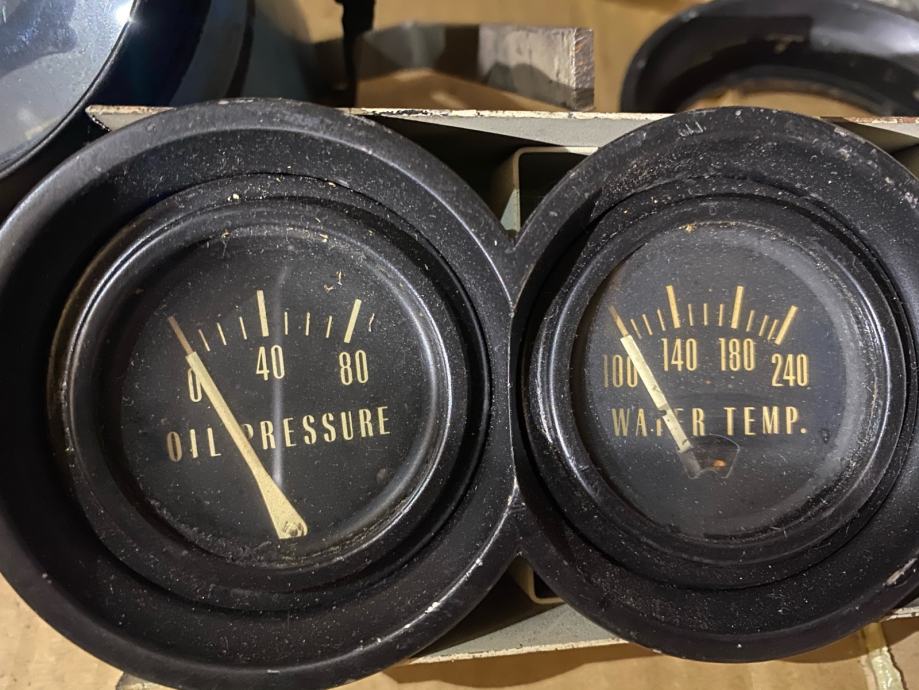 0 40 80
OIL PRESSURE
100 140 180 240
WATER TEMP.